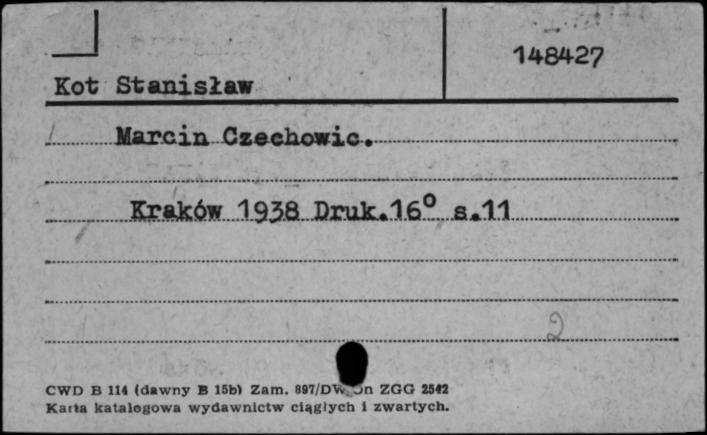 148427
Kot Stanisław
Marcin Czechowic.
Kraków 1938 Druk.16° s.11
2
CWD B 114 (dawny B 15b) Zam. 897/DW ZGG 2542
Karta katalogowa wydawnictw ciągłych i zwartych.